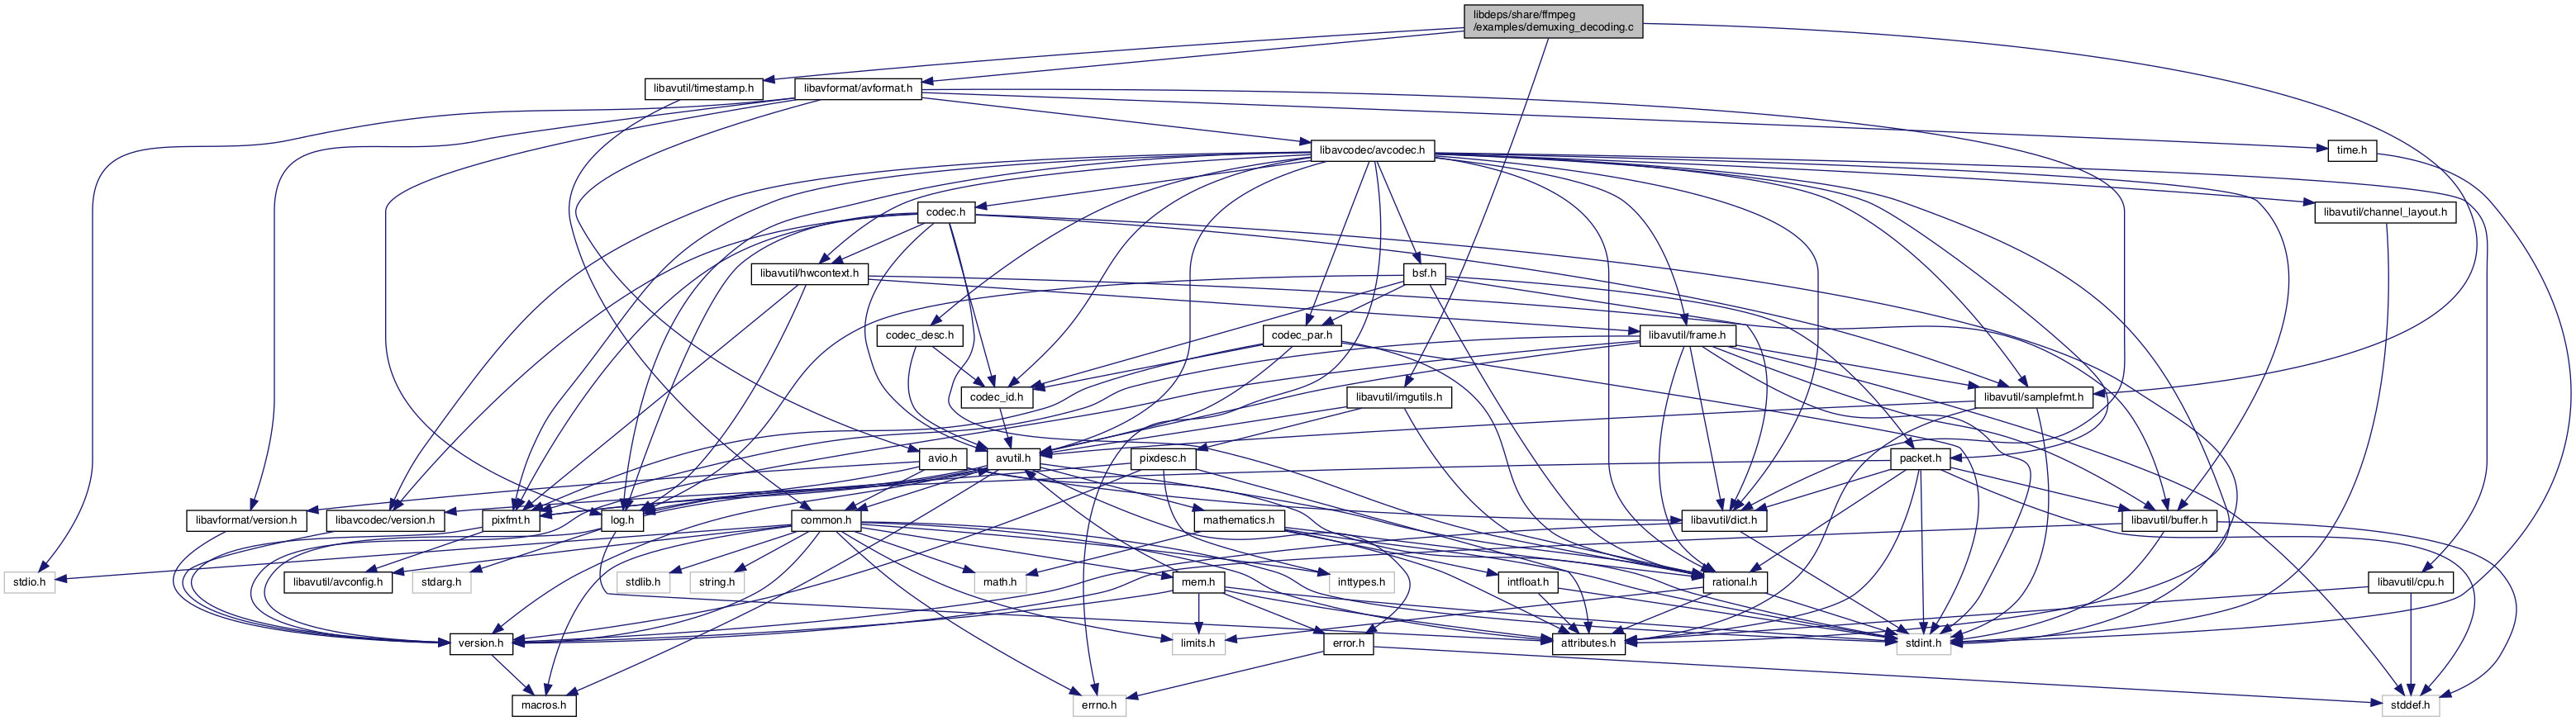 libdeps/share/ffmpeg
/examples/demuxing_decoding.c
libavutil/timestamp.h
libavformat/avformat.h
libavcodec/avcodec.h
time.h
codec.h
libavutil/channel_layout.h
libavutil/hwcontext.h
bsf.h
codec_desc.h
codec_par.h
libavutil/frame.h
codec_id.h
libavutil/imgutils.h
libavutil/samplefmt.h
avio.h
avutil.h
pixdesc.h
packet.h
libavformat/version.h
libavcodec/version.h
pixfmt.h
log.h
common.h
mathematics.h
libavutil/dict.h
libavutil/buffer.h
stdio.h
libavutil/avconfig.h
stdarg.h
stdlib.h
string.h
math.h
mem.h
inttypes.h
intfloat.h
rational.h
libavutil/cpu.h
version.h
limits.h
error.h
attributes.h
stdint.h
macros.h
errno.h
stddef.h